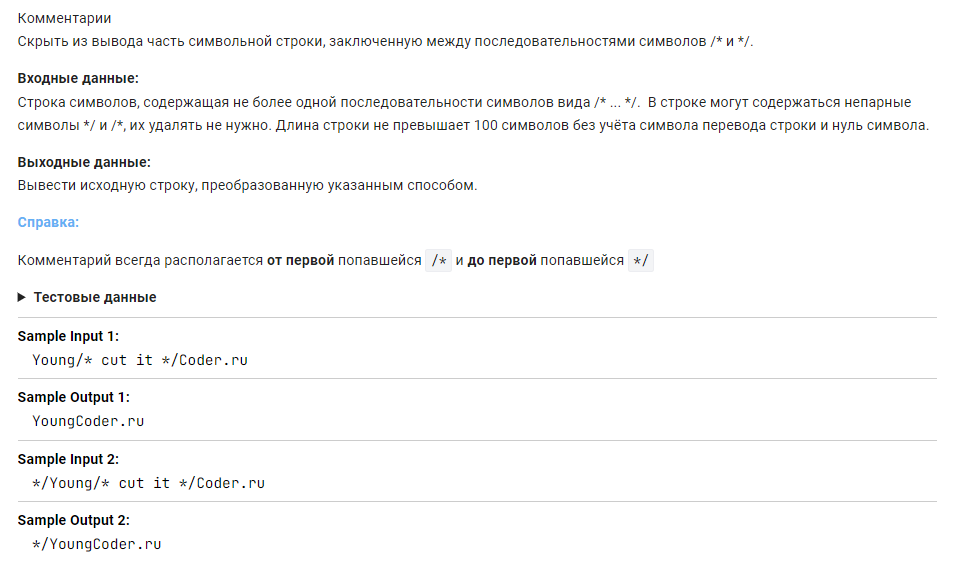 Комментарии
Скрыть из вывода часть символьной строки, заключенную между последовательностями символов /* и */.
Входные данные:
Строка символов, содержащая не более одной последовательности символов вида /* ... */.  В строке могут содержаться непарные
символы */ и /*, их удалять не нужно. Длина строки не превышает 100 символов без учёта символа перевода строки и нуль символа.
Выходные данные:
Вывести исходную строку, преобразованную указанным способом.
Справка:
Комментарий всегда располагается от первой попавшейся /* и до первой попавшейся */
Тестовые данные
Sample Input 1:
Young/* cut it */Coder.ru
Sample Output 1:
YoungCoder.ru
Sample Input 2:
*/Young/* cut it */Coder.ru
Sample Output 2:
*/YoungCoder.ru